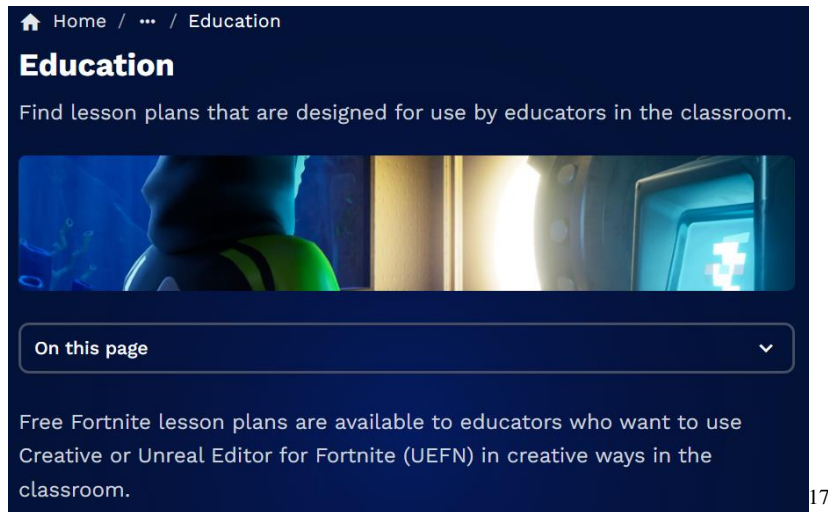 Home / ··· / Education
Education
Find lesson plans that are designed for use by educators in the classroom.
On this page
Free Fortnite lesson plans are available to educators who want to use
Creative or Unreal Editor for Fortnite (UEFN) in creative ways in the
classroom.
17